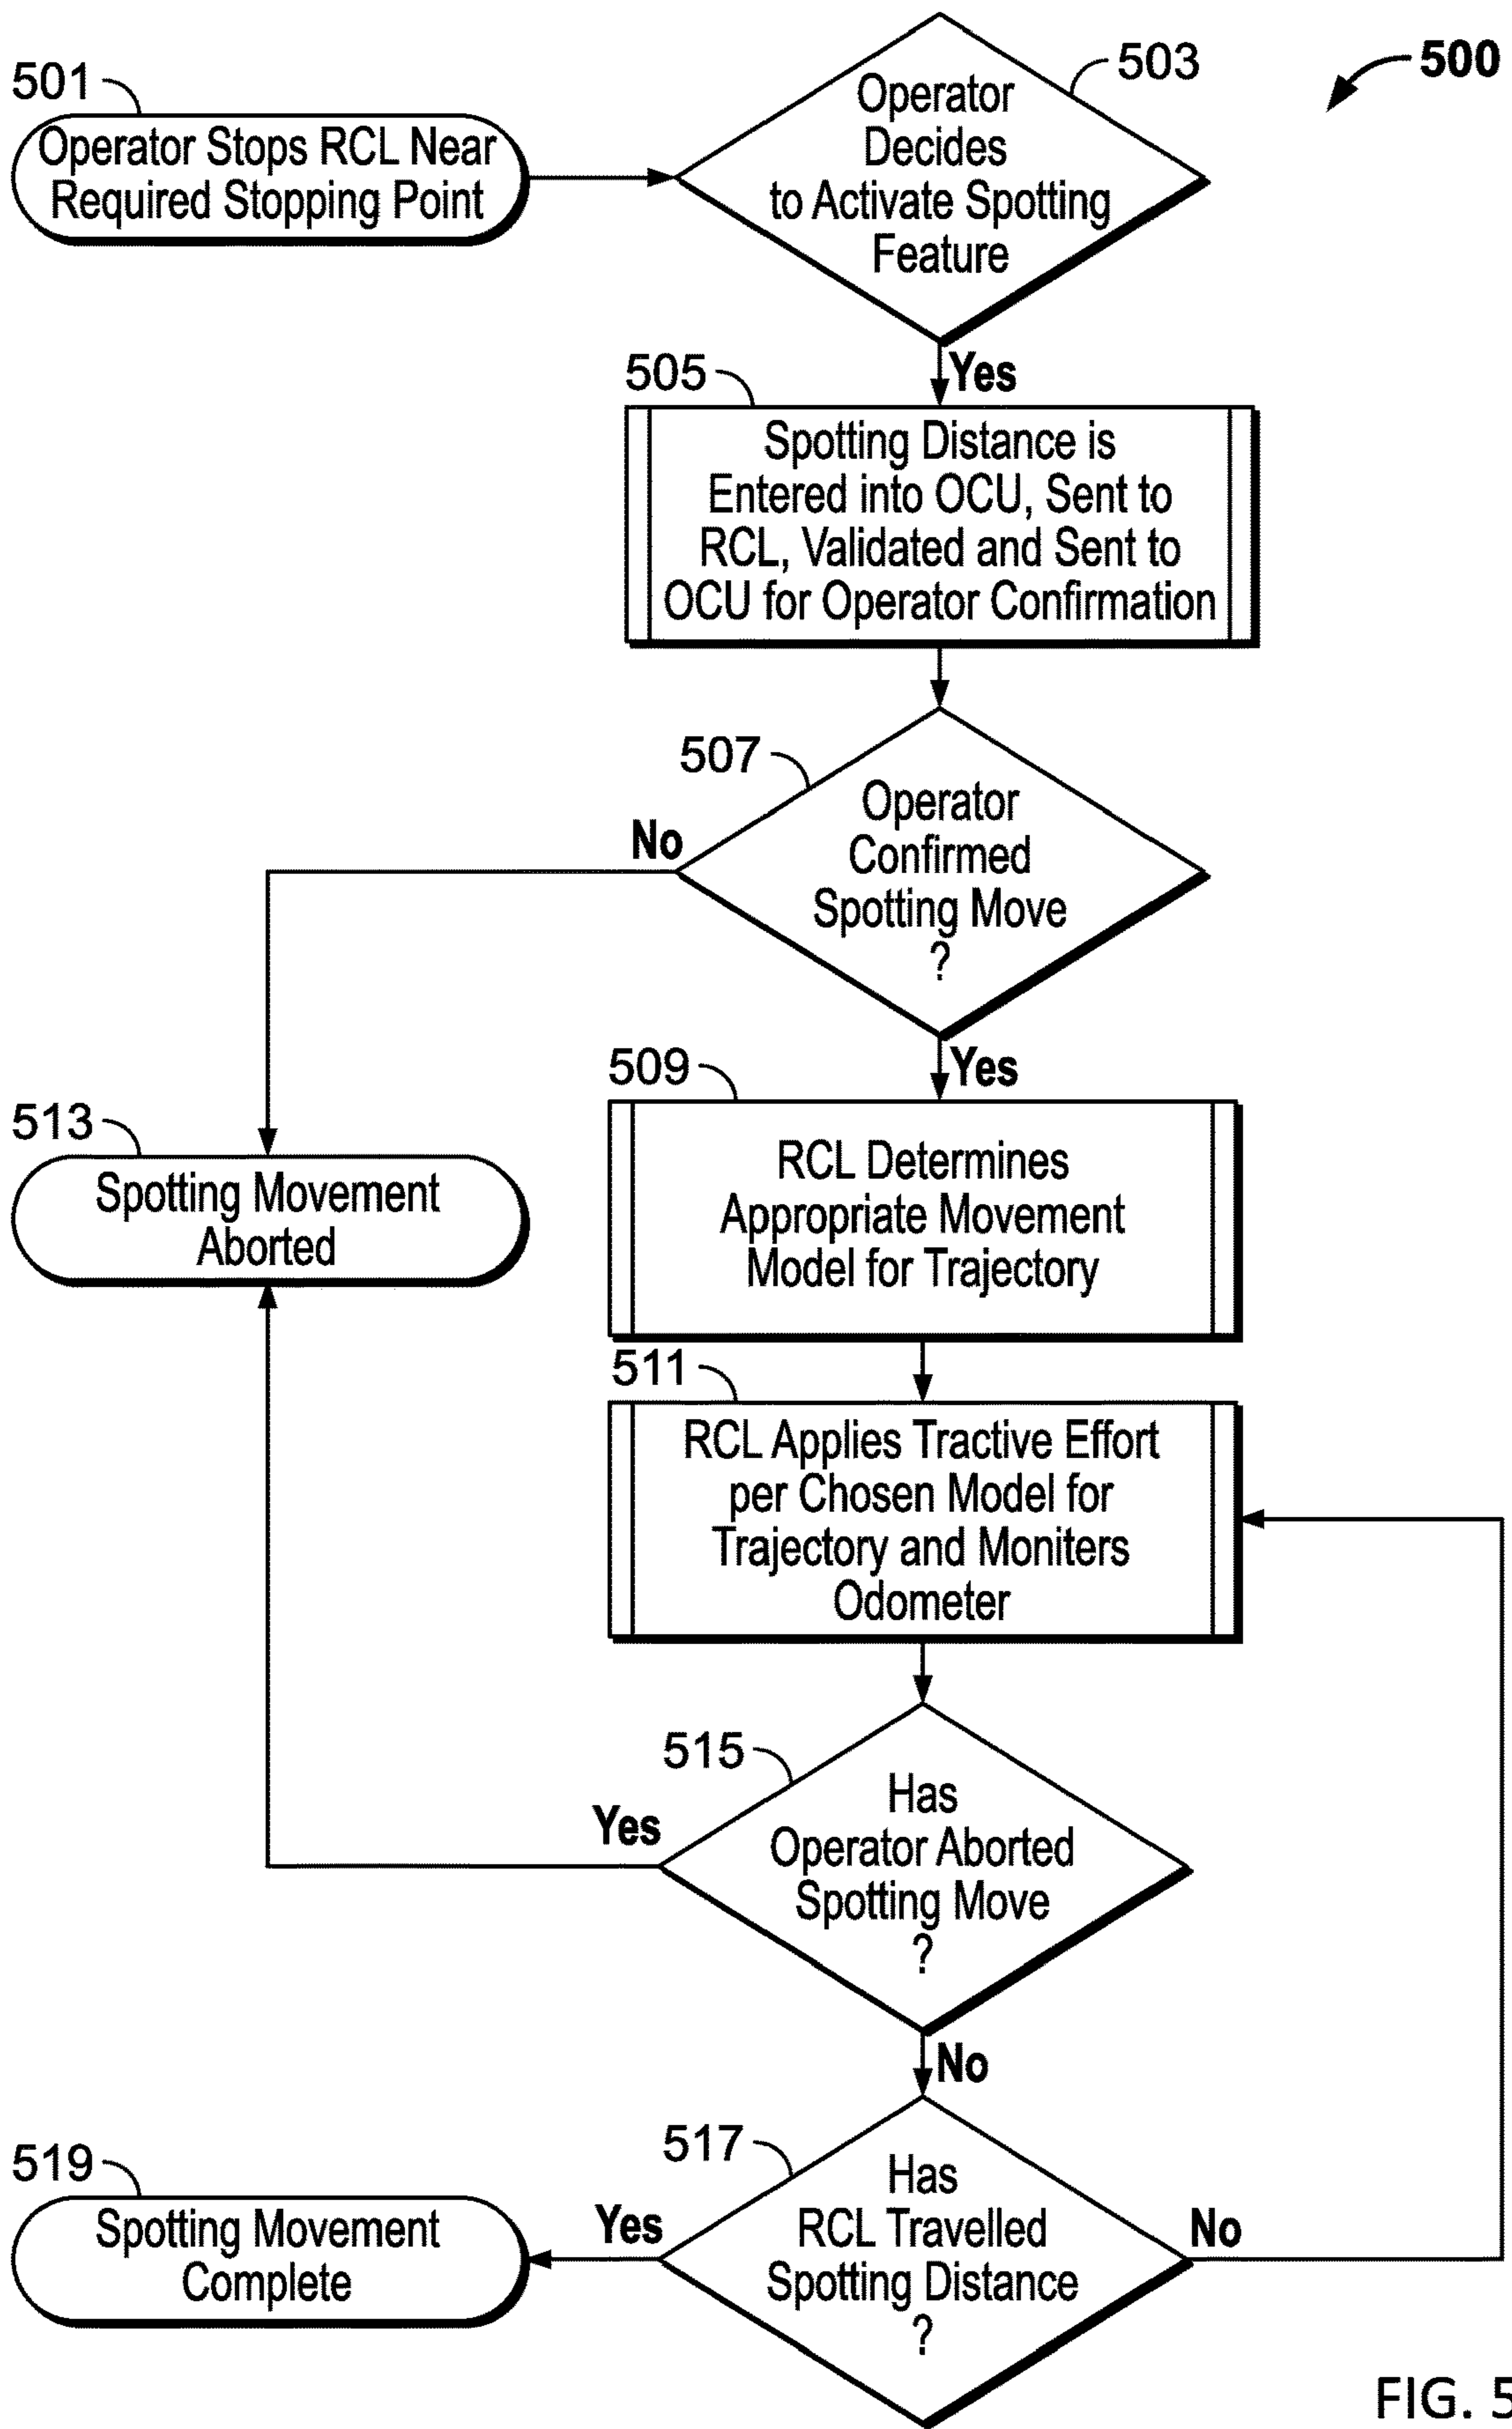 500
501
Operator Stops RCL Near
Required Stopping Point
503
Operator
Decides
to Activate Spotting
Feature
Yes
505
Spotting Distance is
Entered into OCU, Sent to
RCL, Validated and Sent to
OCU for Operator Confirmation
507
Operator
Confirmed
Spotting Move
?
No
Yes
509
RCL Determines
Appropriate Movement
Model for Trajectory
513
Spotting Movement
Aborted
511
RCL Applies Tractive Effort
per Chosen Model for
Trajectory and Moniters
Odometer
515
Has
Operator Aborted
Spotting Move
?
Yes
No
517
Has
RCL Travelled
Spotting Distance
?
Yes
No
519
Spotting Movement
Complete
FIG. 5